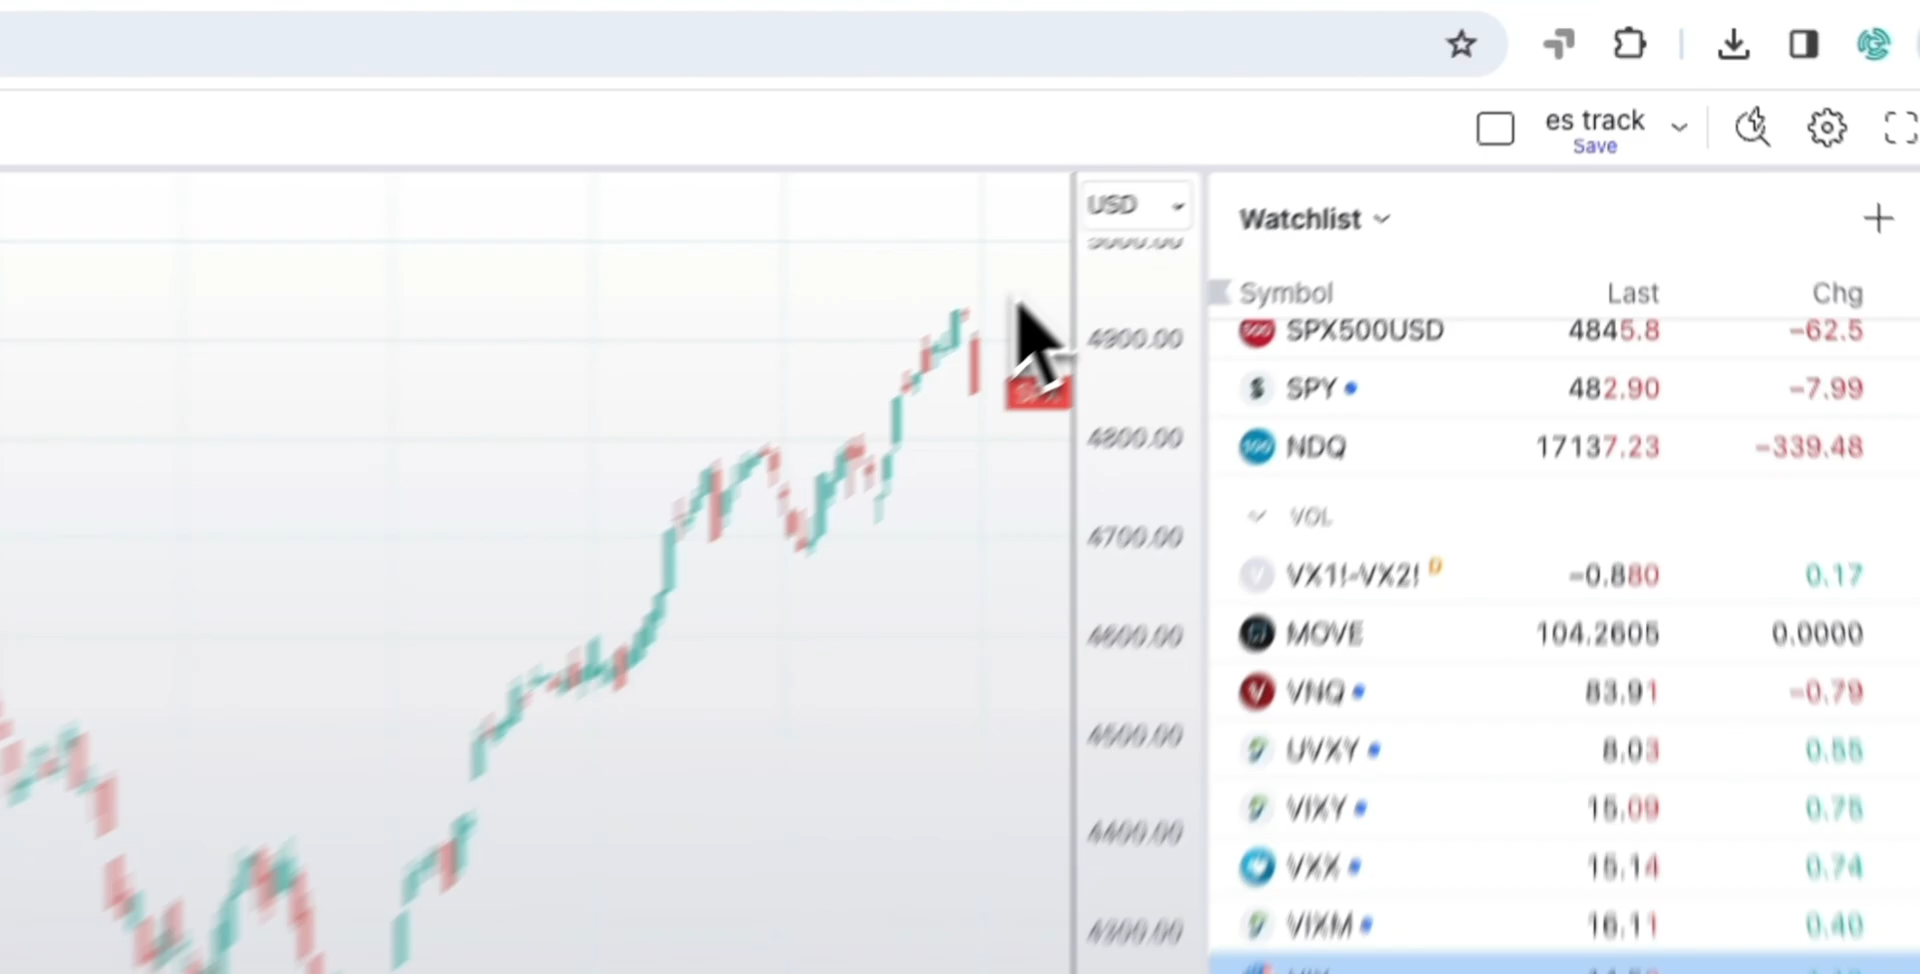 es track
Save
USD
Watchlist
Symbol Last Chg
SPX500USD 4845.8 −62.5
SPY 482.90 −7.99
NDQ 17137.23 −339.48
VOL
VX1!-VX2! D −0.880 0.17
MOVE 104.2605 0.0000
VNQ 83.91 −0.79
UVXY 8.03 0.55
VIXY 15.09 0.75
VXX 15.14 0.74
VIXM 16.11 0.40
4900.00
4800.00
4700.00
4600.00
4500.00
4400.00
4300.00